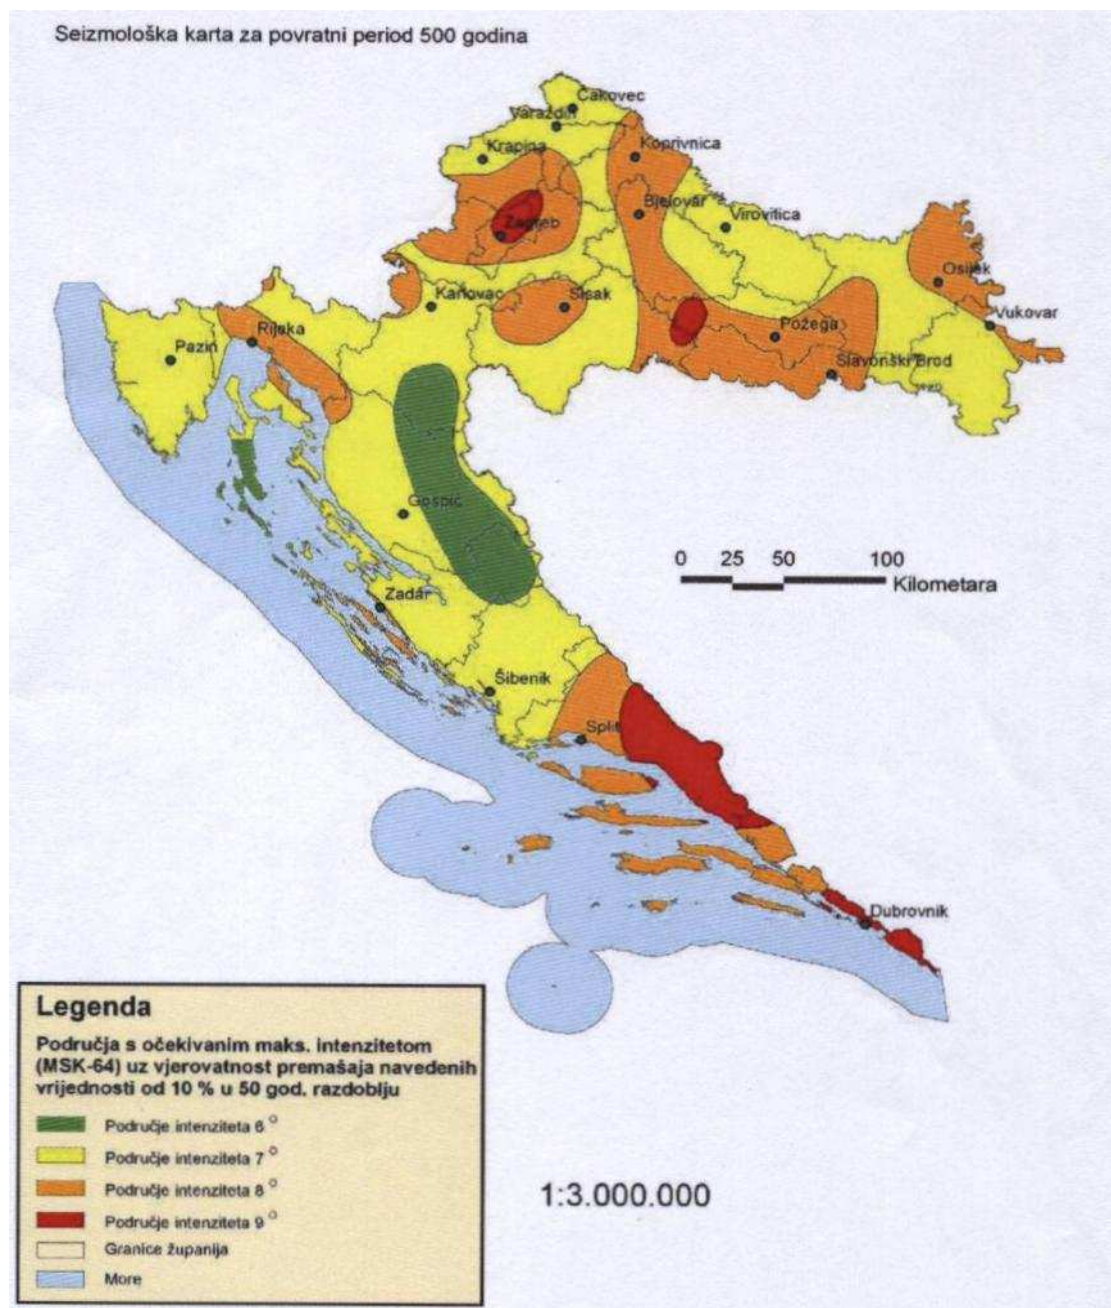 Seizmološka karta za povratni period 500 godina
Čakovec
Varaždin
Krapina
Koprivnica
Bjelovar
Virovitica
Zagreb
Osijek
Karlovac
Sisak
Vukovar
Rijeka
Požega
Pazin
Slavonski Brod
Gospić
0 25 50 100
Kilometara
Zadar
Šibenik
Split
Dubrovnik
Legenda
Područja s očekivanim maks. intenzitetom
(MSK-64) uz vjerovatnost premašaja navedenih
vrijednosti od 10 % u 50 god. razdoblju
Područje intenziteta 6 °
Područje intenziteta 7 °
Područje intenziteta 8 °
Područje intenziteta 9 °
Granice županija
More
1:3.000.000